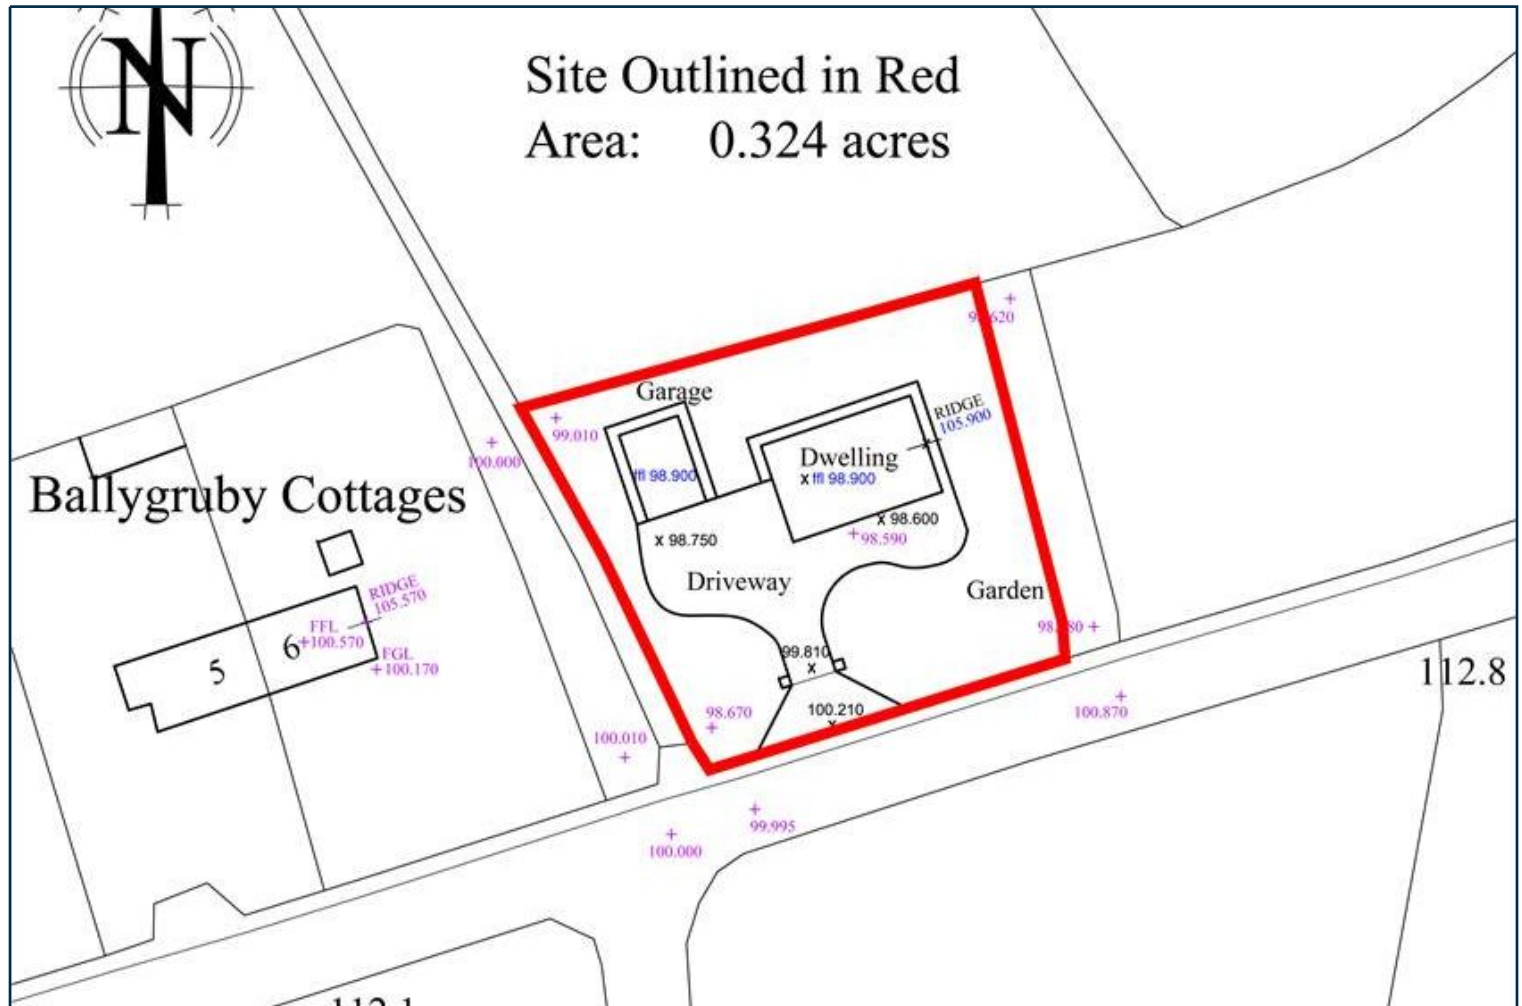 N
Site Outlined in Red
Area: 0.324 acres
Garage
RIDGE
105.900
99.010
100.000
ffl 98.900
Dwelling
x ffl 98.900
Ballygruby Cottages
x 98.600
98.590
x 98.750
Driveway
Garden
RIDGE
105.570
FFL
100.570
FGL
100.170
5
6
99.810
x
98.670
100.210
x
100.010
100.870
112.8
99.995
100.000